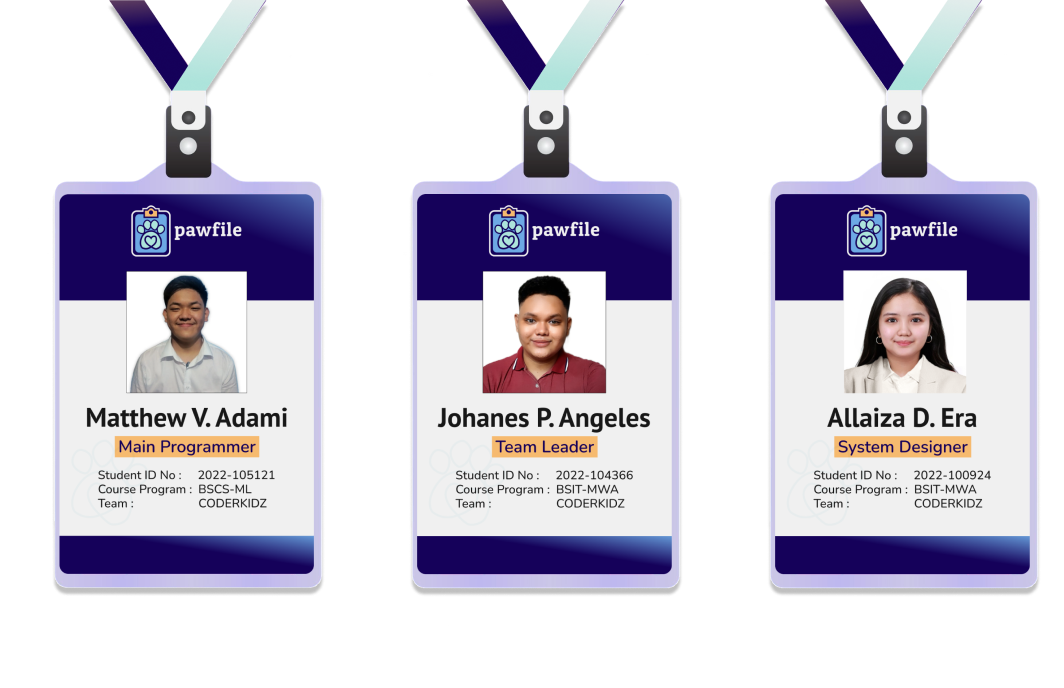 pawfile
Matthew V. Adami
Main Programmer
Student ID No : 2022-105121
Course Program : BSCS-ML
Team : CODERKIDZ
pawfile
Johanes P. Angeles
Team Leader
Student ID No : 2022-104366
Course Program : BSIT-MWA
Team : CODERKIDZ
pawfile
Allaiza D. Era
System Designer
Student ID No : 2022-100924
Course Program : BSIT-MWA
Team : CODERKIDZ